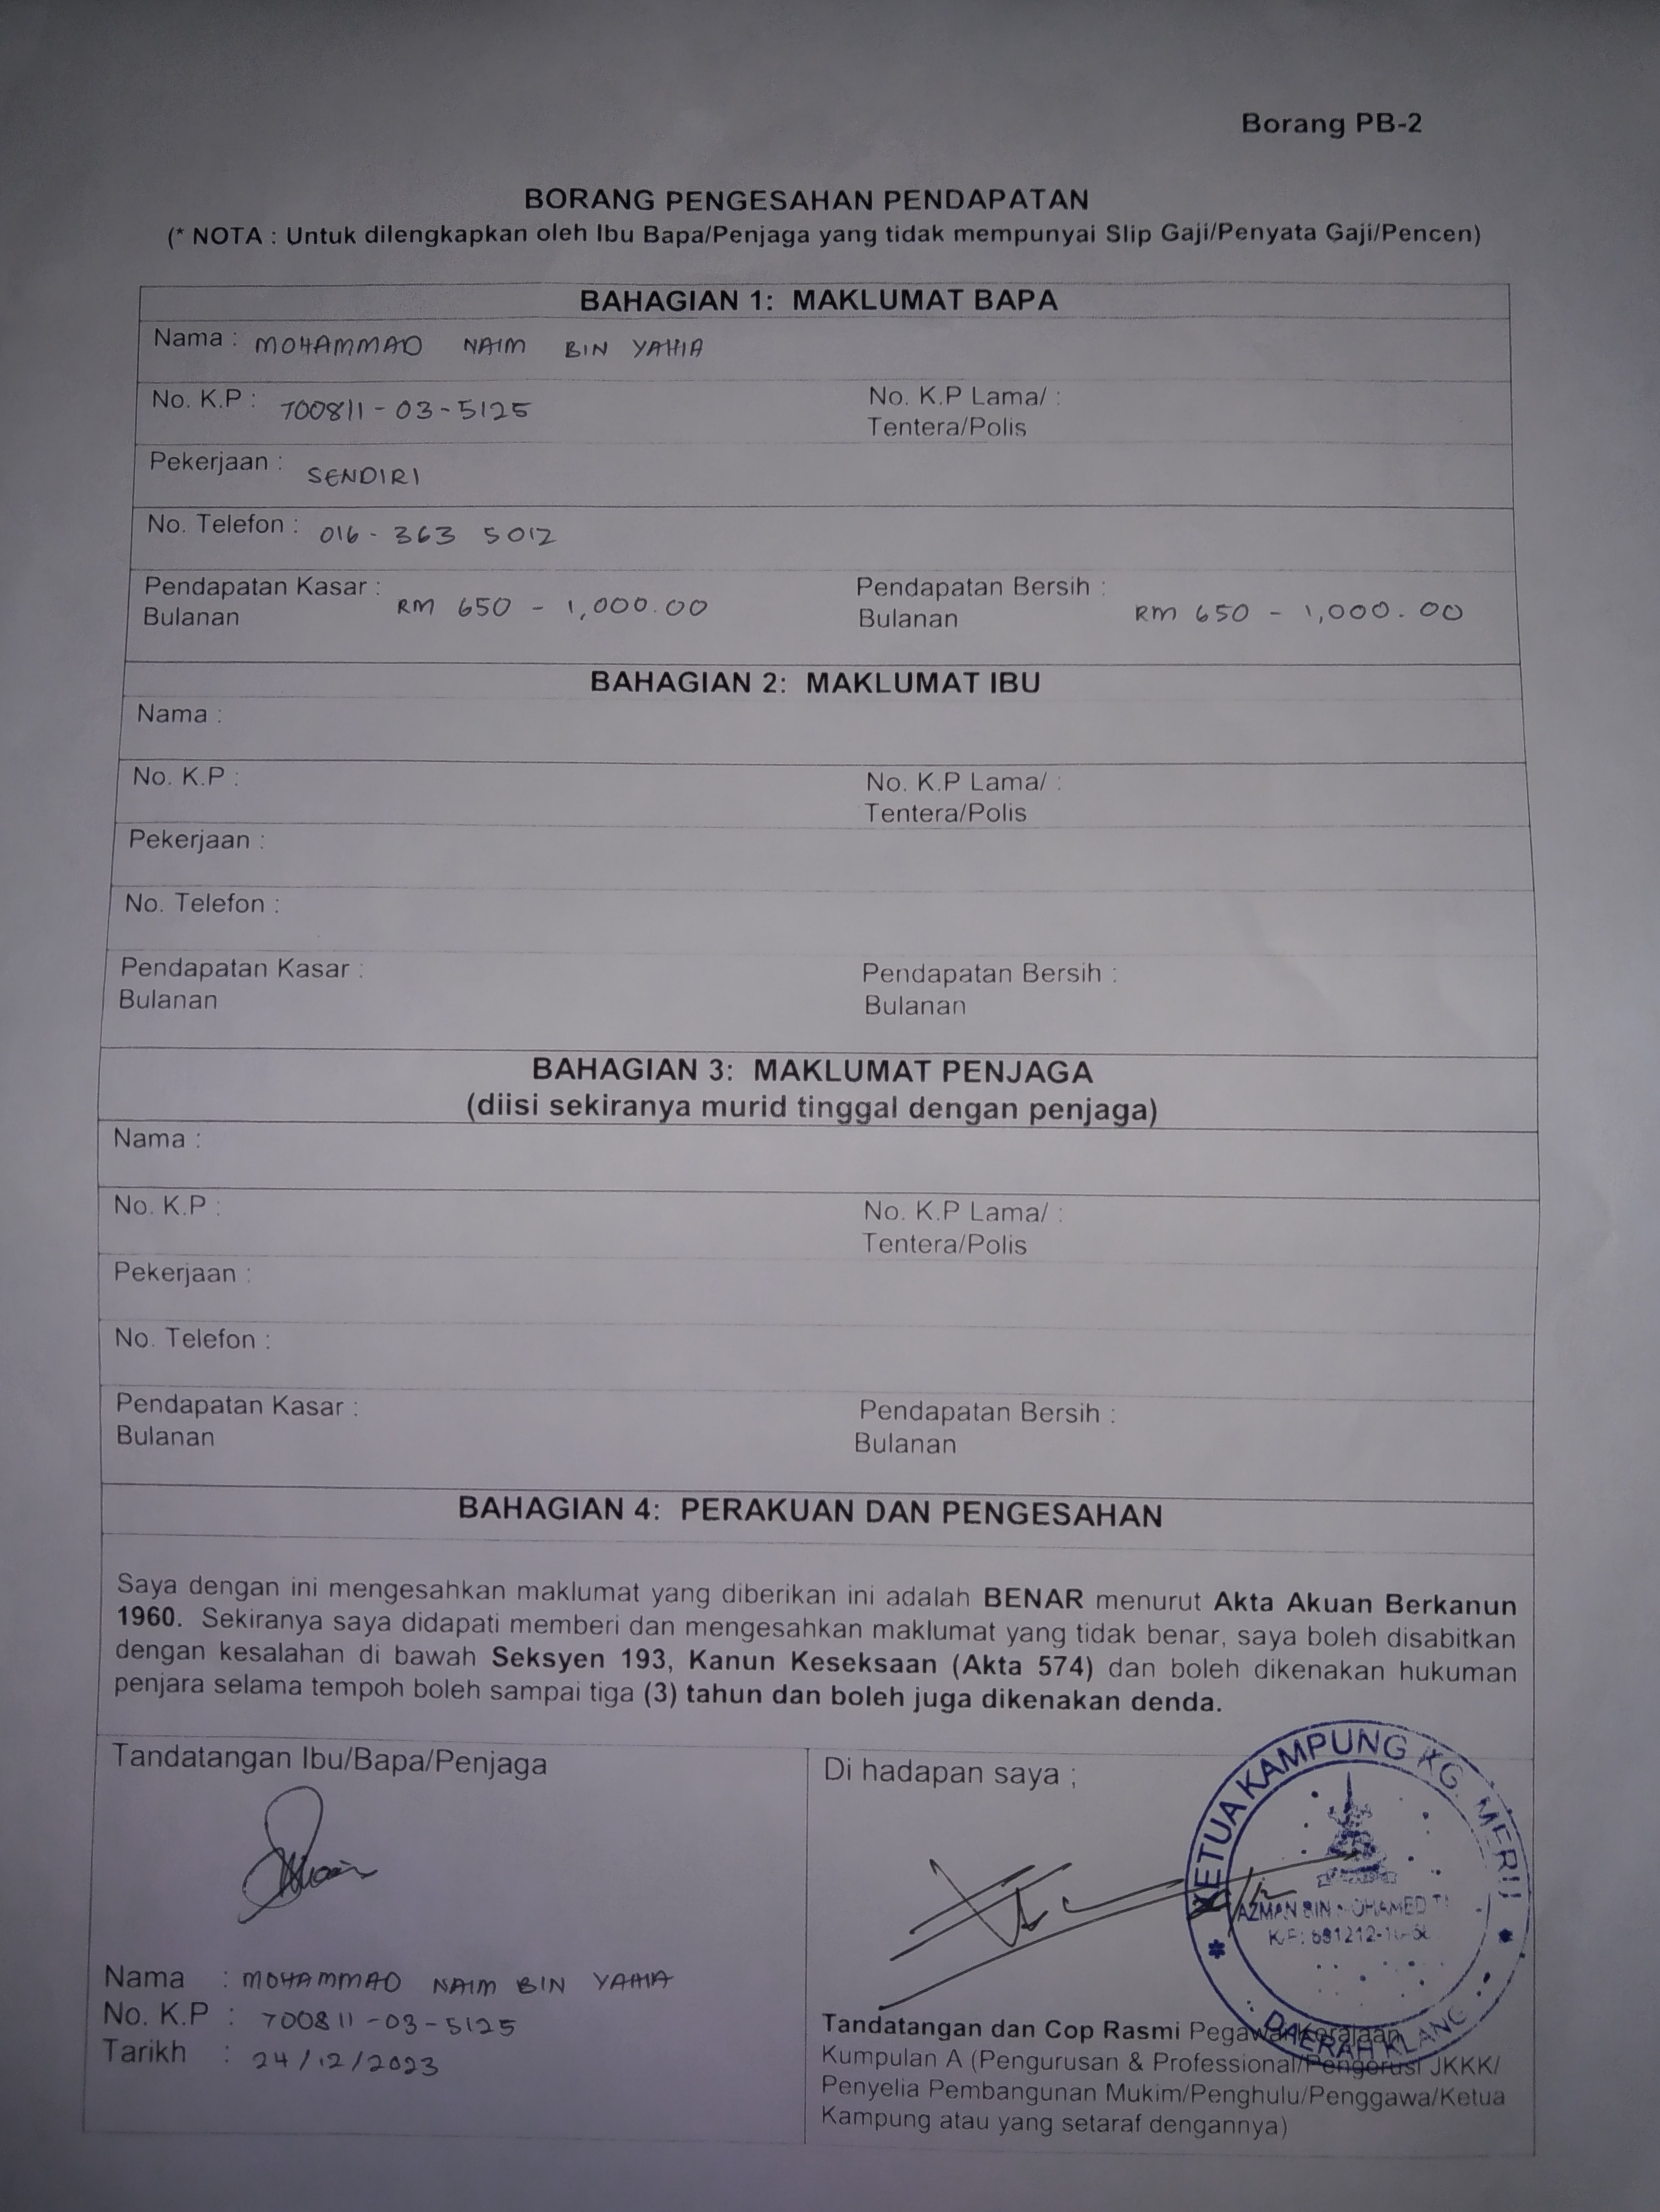 Borang PB-2
BORANG PENGESAHAN PENDAPATAN
(* NOTA : Untuk dilengkapkan oleh Ibu Bapa/Penjaga yang tidak mempunyai Slip Gaji/Penyata Gaji/Pencen)
BAHAGIAN 1: MAKLUMAT BAPA
Nama : MOHAMMAD NAIM BIN YAHIA
No. K.P : 700811-03-5125 No. K.P Lama/ :
Tentera/Polis
Pekerjaan : SENDIRI
No. Telefon : 016 - 363 5012
Pendapatan Kasar : RM 650 - 1,000.00 Pendapatan Bersih : RM 650 - 1,000.00
Bulanan Bulanan
BAHAGIAN 2: MAKLUMAT IBU
Nama :
No. K.P : No. K.P Lama/ :
Tentera/Polis
Pekerjaan :
No. Telefon :
Pendapatan Kasar : Pendapatan Bersih :
Bulanan Bulanan
BAHAGIAN 3: MAKLUMAT PENJAGA
(diisi sekiranya murid tinggal dengan penjaga)
Nama :
No. K.P : No. K.P Lama/ :
Tentera/Polis
Pekerjaan :
No. Telefon :
Pendapatan Kasar : Pendapatan Bersih :
Bulanan Bulanan
BAHAGIAN 4: PERAKUAN DAN PENGESAHAN
Saya dengan ini mengesahkan maklumat yang diberikan ini adalah BENAR menurut Akta Akuan Berkanun
1960. Sekiranya saya didapati memberi dan mengesahkan maklumat yang tidak benar, saya boleh disabitkan
dengan kesalahan di bawah Seksyen 193, Kanun Keseksaan (Akta 574) dan boleh dikenakan hukuman
penjara selama tempoh boleh sampai tiga (3) tahun dan boleh juga dikenakan denda.
Tandatangan Ibu/Bapa/Penjaga
Nama : MOHAMMAD NAIM BIN YAHIA
No. K.P : 700811-03-5125
Tarikh : 24/12/2023
Di hadapan saya ;
KETUA KAMPUNG KG. MERU
AZMAN BIN MOHAMED
K/P: 681212-10-
DAERAH KLANG
Tandatangan dan Cop Rasmi Pegawai Kerajaan
Kumpulan A (Pengurusan & Professional/Pengerusi JKKK/
Penyelia Pembangunan Mukim/Penghulu/Penggawa/Ketua
Kampung atau yang setaraf dengannya)